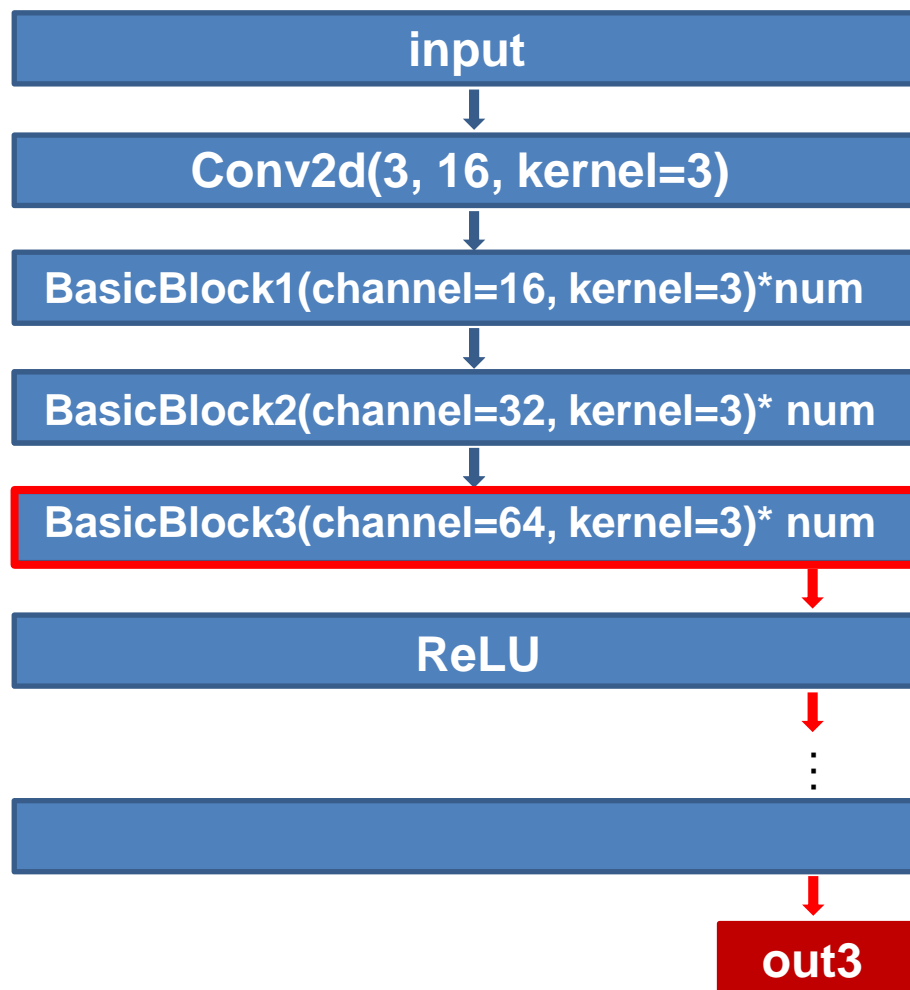 input
Conv2d(3, 16, kernel=3)
BasicBlock1(channel=16, kernel=3)*num
BasicBlock2(channel=32, kernel=3)* num
BasicBlock3(channel=64, kernel=3)* num
ReLU
⋮
out3